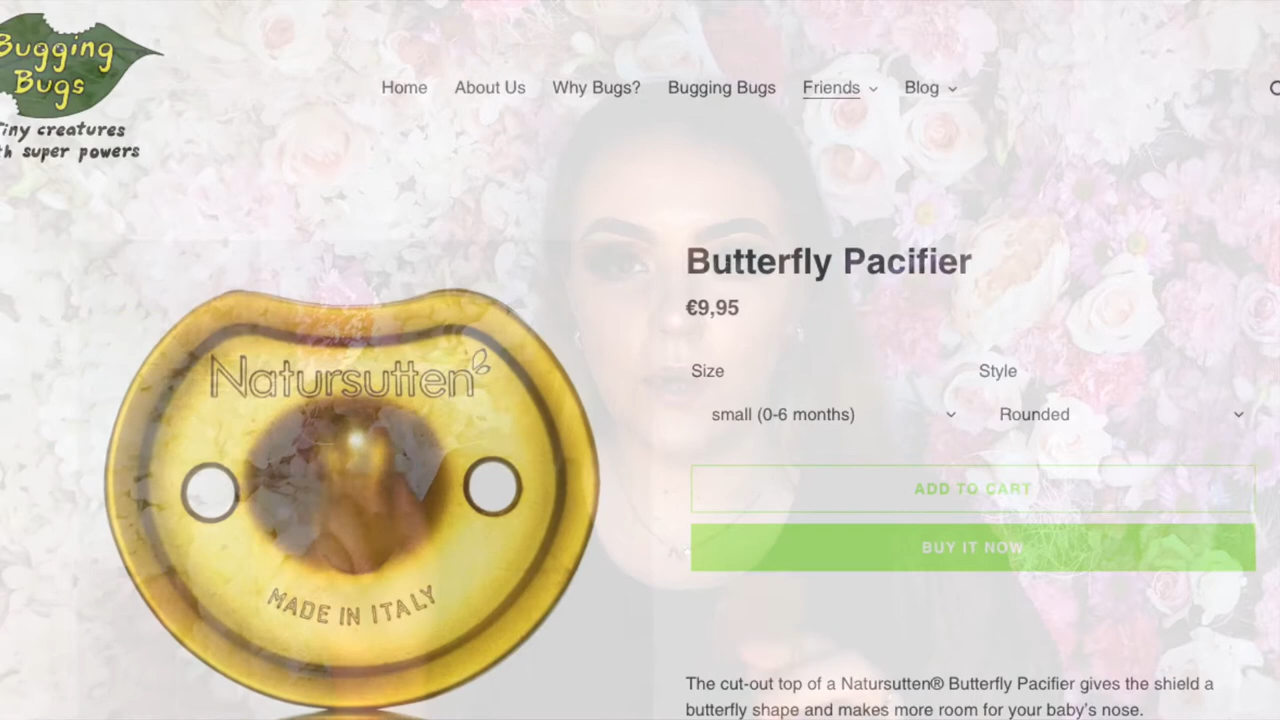 Bugging
Bugs
Tiny creatures
super powers
Home About Us Why Bugs? Bugging Bugs Friends Blog
Butterfly Pacifier
€9,95
Size Style
small (0-6 months) Rounded
ADD TO CART
BUY IT NOW
Natursutten
MADE IN ITALY
The cut-out top of a Natursutten® Butterfly Pacifier gives the shield a
butterfly shape and makes more room for your baby's nose.